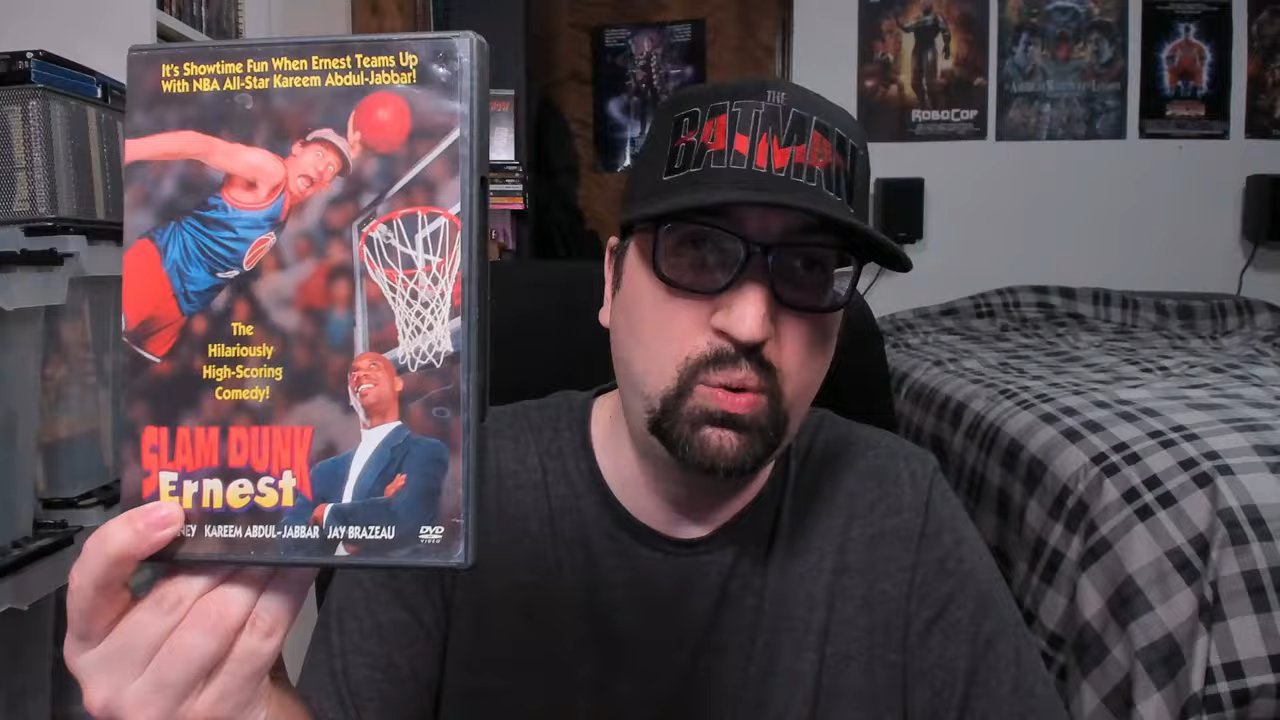 It's Showtime Fun When Ernest Teams Up
With NBA All-Star Kareem Abdul-Jabbar!
The
Hilariously
High-Scoring
Comedy!
SLAM DUNK
Ernest
NEY KAREEM ABDUL-JABBAR JAY BRAZEAU
DVD
VIDEO
THE
BATMAN
ROBOCOP